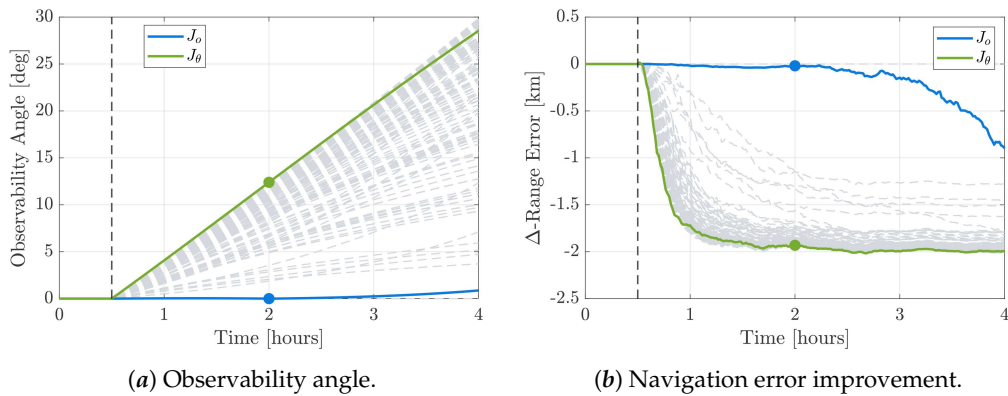 Observability Angle [deg]
30
25
20
15
10
5
0
J_o
J_θ
0 1 2 3 4
Time [hours]
(a) Observability angle.
Δ-Range Error [km]
0.5
0
-0.5
-1
-1.5
-2
-2.5
J_o
J_θ
0 1 2 3 4
Time [hours]
(b) Navigation error improvement.